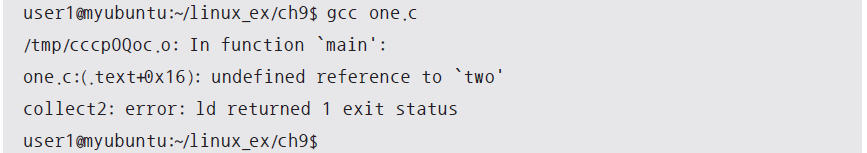 user1@myubuntu:~/linux_ex/ch9$ gcc one.c
/tmp/cccpOQoc.o: In function `main':
one.c:(.text+0x16): undefined reference to `two'
collect2: error: ld returned 1 exit status
user1@myubuntu:~/linux_ex/ch9$